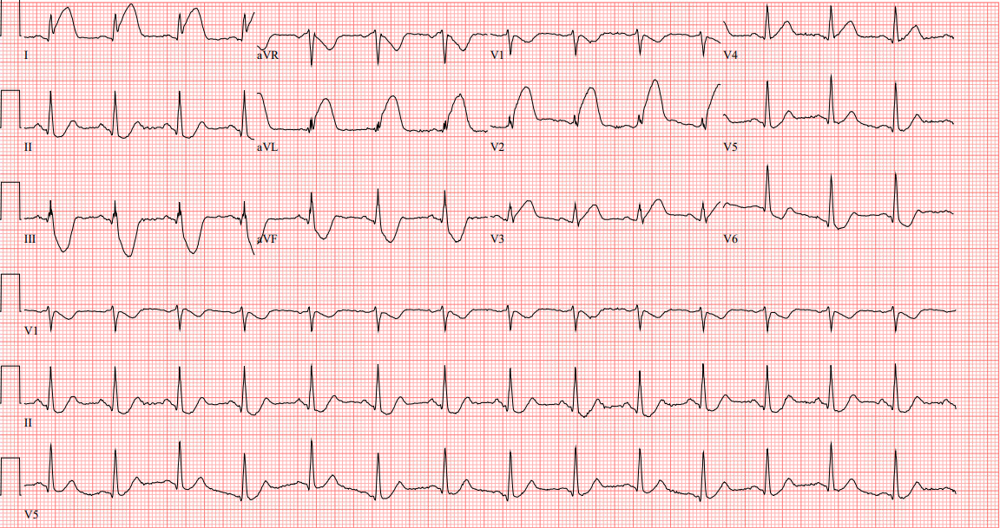 I aVR V1 V4
II aVL V2 V5
III aVF V3 V6
V1
II
V5